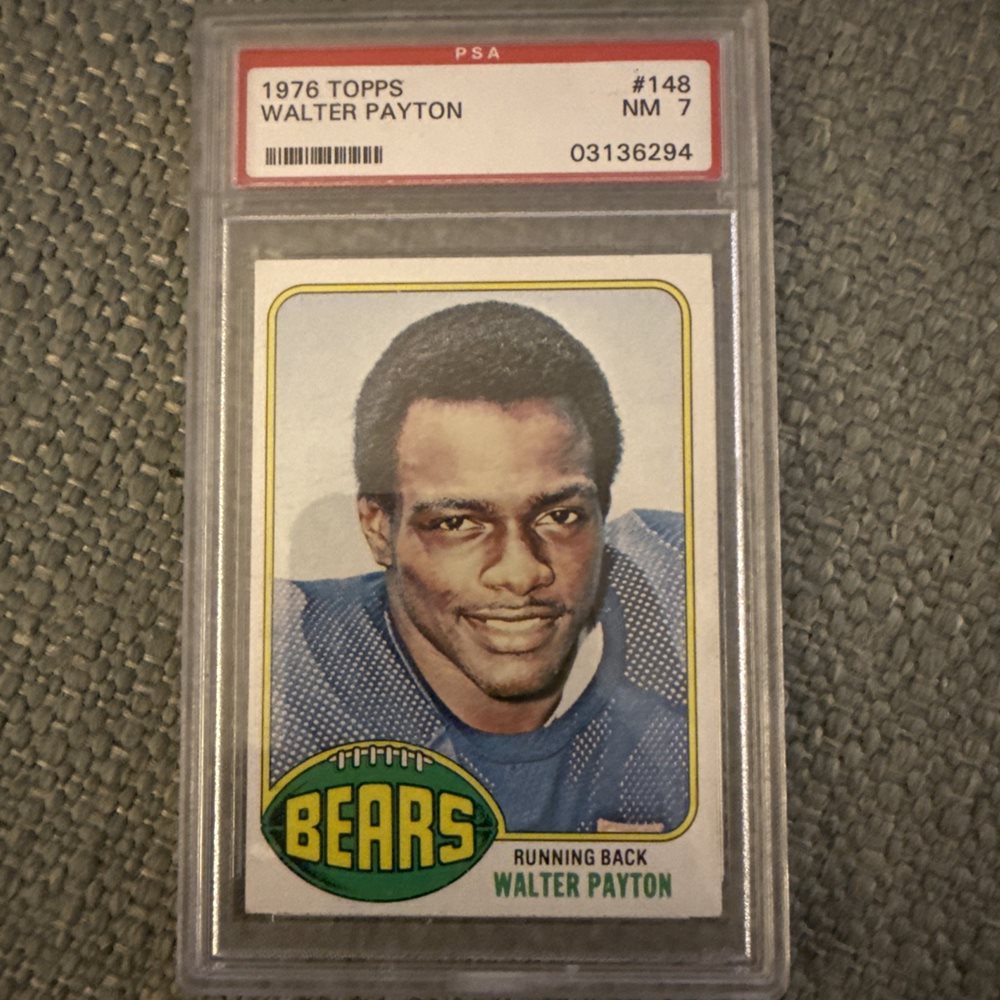 PSA
1976 TOPPS #148
WALTER PAYTON NM 7
03136294
BEARS
RUNNING BACK
WALTER PAYTON